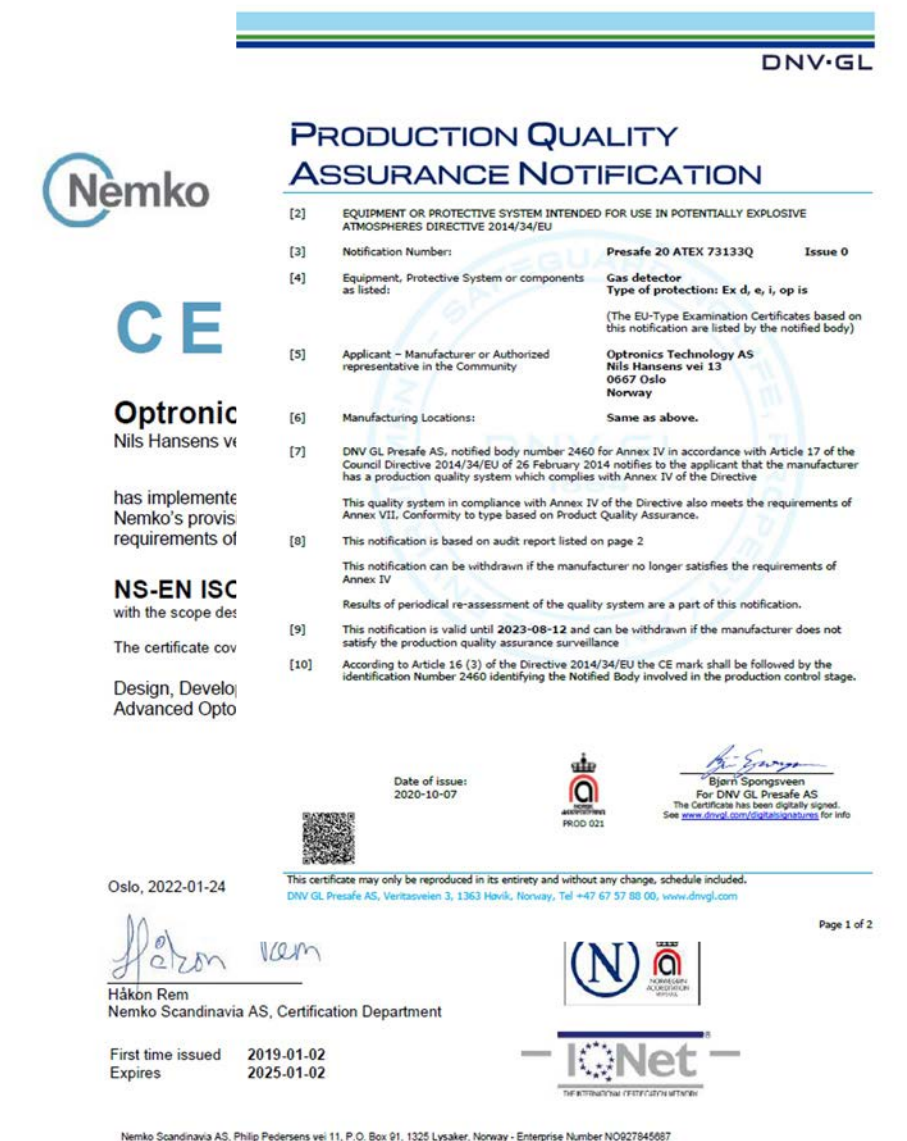 DNV·GL
PRODUCTION QUALITY
ASSURANCE NOTIFICATION
[2] EQUIPMENT OR PROTECTIVE SYSTEM INTENDED FOR USE IN POTENTIALLY EXPLOSIVE
ATMOSPHERES DIRECTIVE 2014/34/EU
[3] Notification Number: Presafe 20 ATEX 73133Q Issue 0
[4] Equipment, Protective System or components Gas detector
as listed: Type of protection: Ex d, e, i, op is
(The EU-Type Examination Certificates based on
this notification are listed by the notified body)
[5] Applicant – Manufacturer or Authorized Optronics Technology AS
representative in the Community Nils Hansens vei 13
0667 Oslo
Norway
[6] Manufacturing Locations: Same as above.
[7] DNV GL Presafe AS, notified body number 2460 for Annex IV in accordance with Article 17 of the
Council Directive 2014/34/EU of 26 February 2014 notifies to the applicant that the manufacturer
has a production quality system which complies with Annex IV of the Directive
This quality system in compliance with Annex IV of the Directive also meets the requirements of
Annex VII, Conformity to type based on Product Quality Assurance.
[8] This notification is based on audit report listed on page 2
This notification can be withdrawn if the manufacturer no longer satisfies the requirements of
Annex IV
Results of periodical re-assessment of the quality system are a part of this notification.
[9] This notification is valid until 2023-08-12 and can be withdrawn if the manufacturer does not
satisfy the production quality assurance surveillance
[10] According to Article 16 (3) of the Directive 2014/34/EU the CE mark shall be followed by the
identification Number 2460 identifying the Notified Body involved in the production control stage.
Date of issue:
2020-10-07
PROD 021
Bjørn Spongsveen
For DNV GL Presafe AS
The Certificate has been digitally signed.
See www.dnvgl.com/digitalsignatures for info
This certificate may only be reproduced in its entirety and without any change, schedule included.
DNV GL Presafe AS, Veritasveien 3, 1363 Høvik, Norway, Tel +47 67 57 88 00, www.dnvgl.com
Page 1 of 2
Nemko
CE
Optronic
Nils Hansens ve
has implemente
Nemko's provis
requirements of
NS-EN ISO
with the scope des
The certificate cov
Design, Develo
Advanced Opto
Oslo, 2022-01-24
Håkon Rem
Håkon Rem
Nemko Scandinavia AS, Certification Department
First time issued 2019-01-02
Expires 2025-01-02
N
NORWEGIAN
ACCREDITATION
IQNet
THE INTERNATIONAL CERTIFICATION NETWORK
Nemko Scandinavia AS, Philip Pedersens vei 11, P.O. Box 91, 1325 Lysaker, Norway - Enterprise Number NO927845687